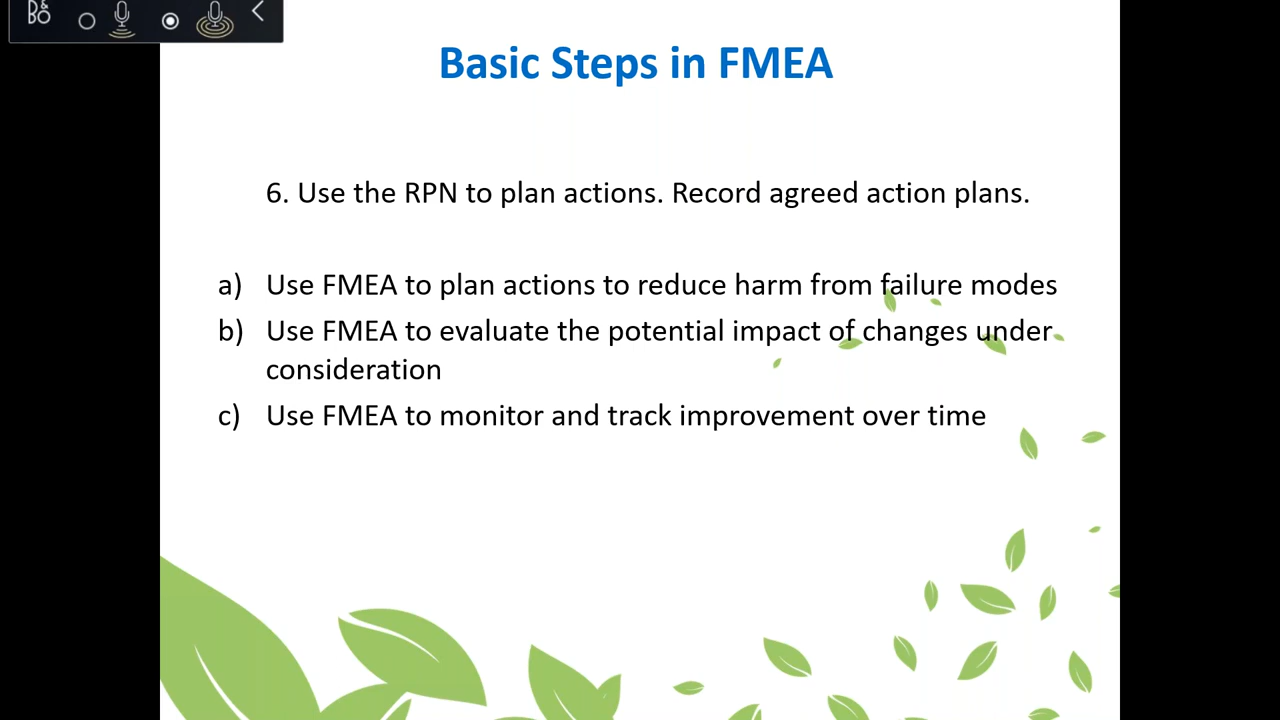 Basic Steps in FMEA
6. Use the RPN to plan actions. Record agreed action plans.
a) Use FMEA to plan actions to reduce harm from failure modes
b) Use FMEA to evaluate the potential impact of changes under
consideration
c) Use FMEA to monitor and track improvement over time